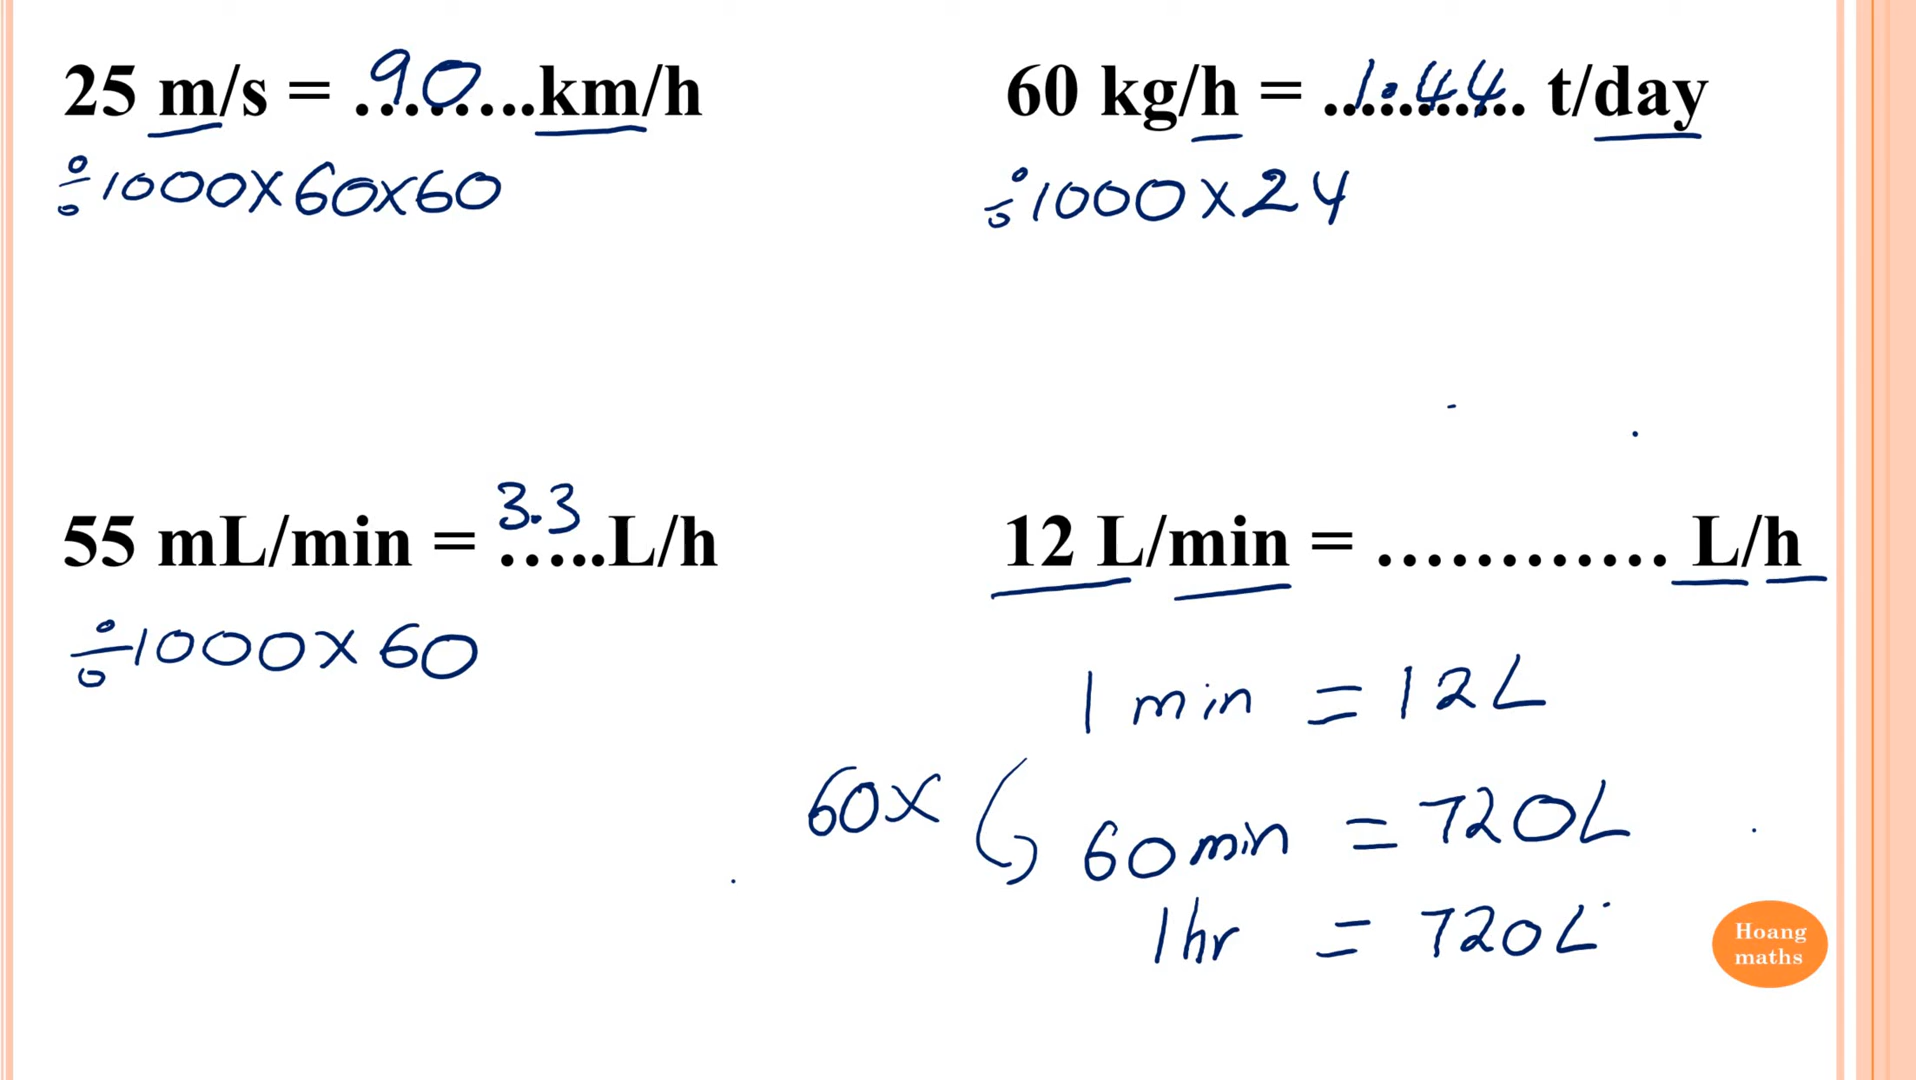 25 m/s = ...90.....km/h
÷1000×60×60
60 kg/h = ...1.44... t/day
÷1000×24
55 mL/min = 3.3 .....L/h
÷1000×60
12 L/min = ............ L/h
1 min = 12L
60× 60min = 720L
1hr = 720L
Hoang
maths